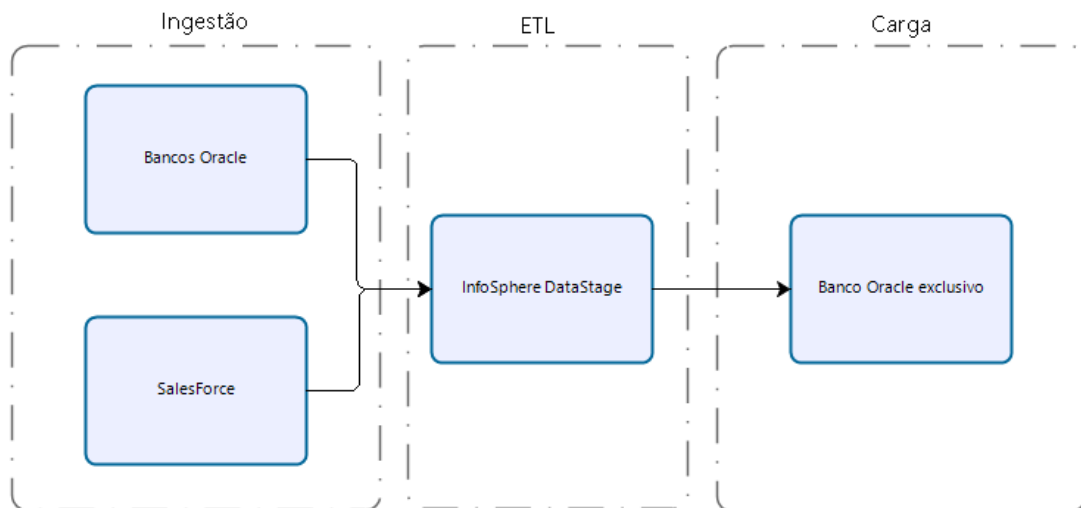 Ingestão
ETL
Carga
Bancos Oracle
InfoSphere DataStage
Banco Oracle exclusivo
SalesForce